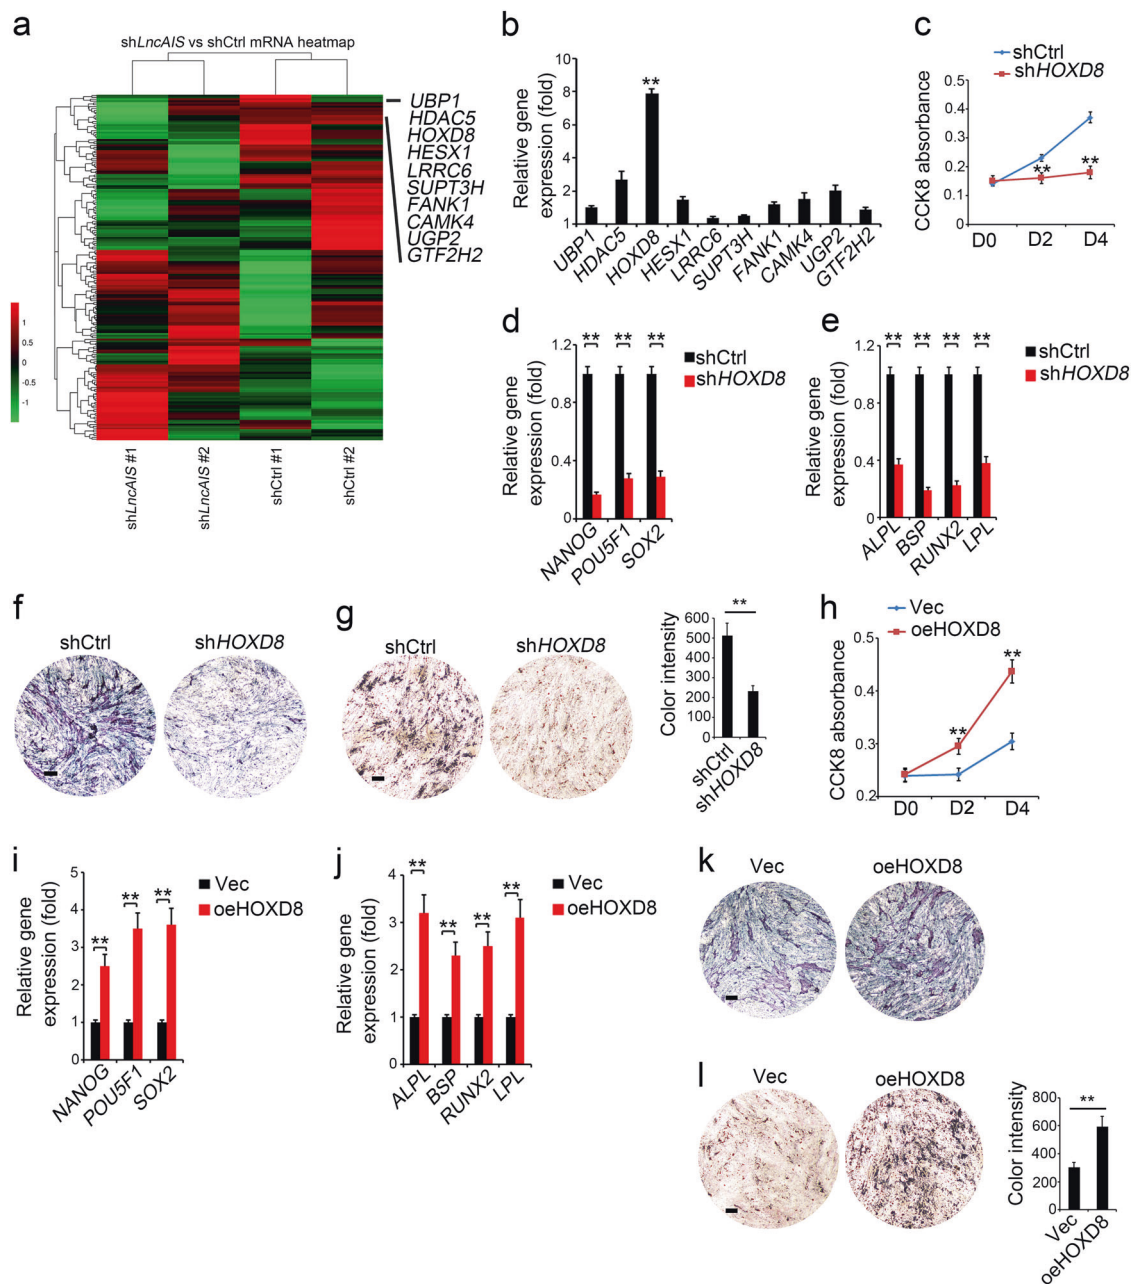 a
shLncAIS vs shCtrl mRNA heatmap
UBP1
HDAC5
HOXD8
HESX1
LRRC6
SUPT3H
FANK1
CAMK4
UGP2
GTF2H2
1
0.5
0
-0.5
-1
shLncAIS #1
shLncAIS #2
shCtrl #1
shCtrl #2
b
Relative gene
expression (fold)
10
8
6
4
2
1
**
UBP1
HDAC5
HOXD8
HESX1
LRRC6
SUPT3H
FANK1
CAMK4
UGP2
GTF2H2
c
shCtrl
shHOXD8
CCK8 absorbance
0.5
0.4
0.3
0.2
0.1
0
**
**
D0 D2 D4
d
** ** **
shCtrl
shHOXD8
Relative gene
expression (fold)
1.2
0.8
0.4
0
NANOG
POU5F1
SOX2
e
** ** ** **
shCtrl
shHOXD8
Relative gene
expression (fold)
1.2
0.8
0.4
0
ALPL
BSP
RUNX2
LPL
f
shCtrl shHOXD8
g
shCtrl shHOXD8
Color intensity
600
500
400
300
200
100
0
**
shCtrl
shHOXD8
h
Vec
oeHOXD8
CCK8 absorbance
0.5
0.4
0.3
0.2
**
**
D0 D2 D4
i
Vec
oeHOXD8
Relative gene
expression (fold)
5
4
3
2
1
0
** ** **
NANOG
POU5F1
SOX2
j
Vec
oeHOXD8
Relative gene
expression (fold)
4
3
2
1
0
** ** ** **
ALPL
BSP
RUNX2
LPL
k
Vec oeHOXD8
l
Vec oeHOXD8
Color intensity
800
600
400
200
0
**
Vec
oeHOXD8